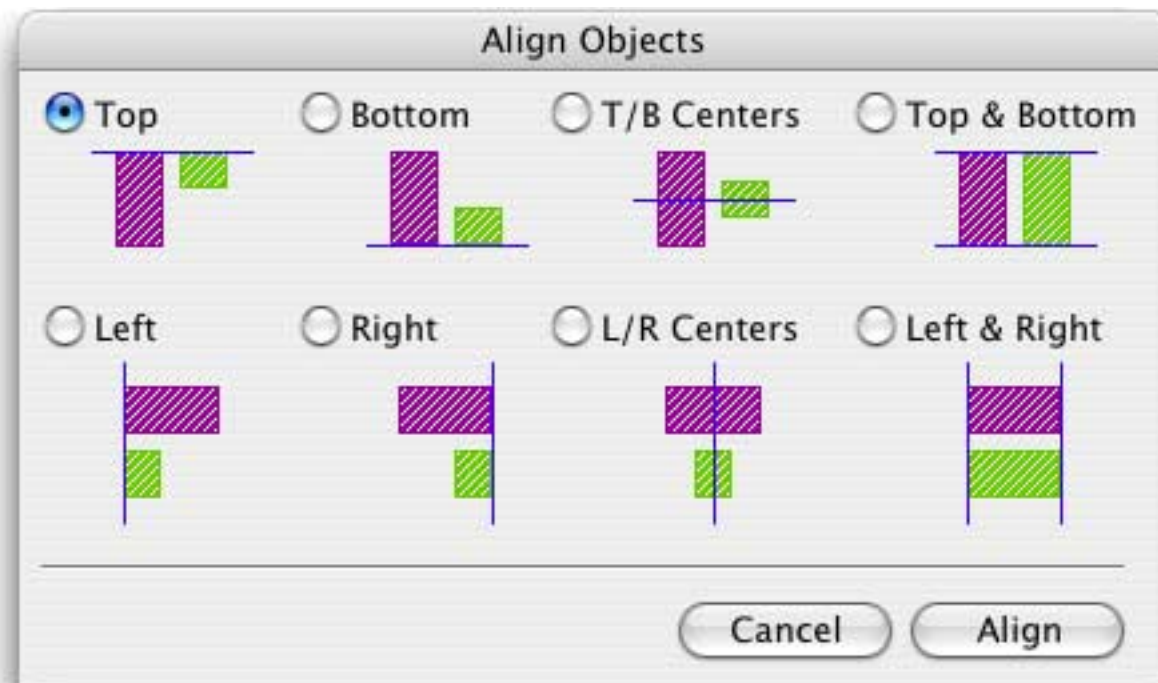 Align Objects
Top Bottom T/B Centers Top & Bottom
Left Right L/R Centers Left & Right
Cancel Align